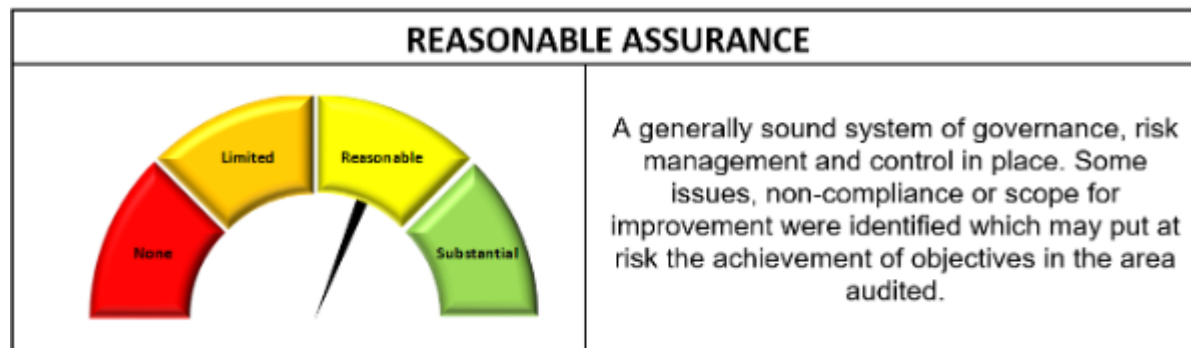 REASONABLE ASSURANCE
Limited
Reasonable
None
Substantial
A generally sound system of governance, risk
management and control in place. Some
issues, non-compliance or scope for
improvement were identified which may put at
risk the achievement of objectives in the area
audited.